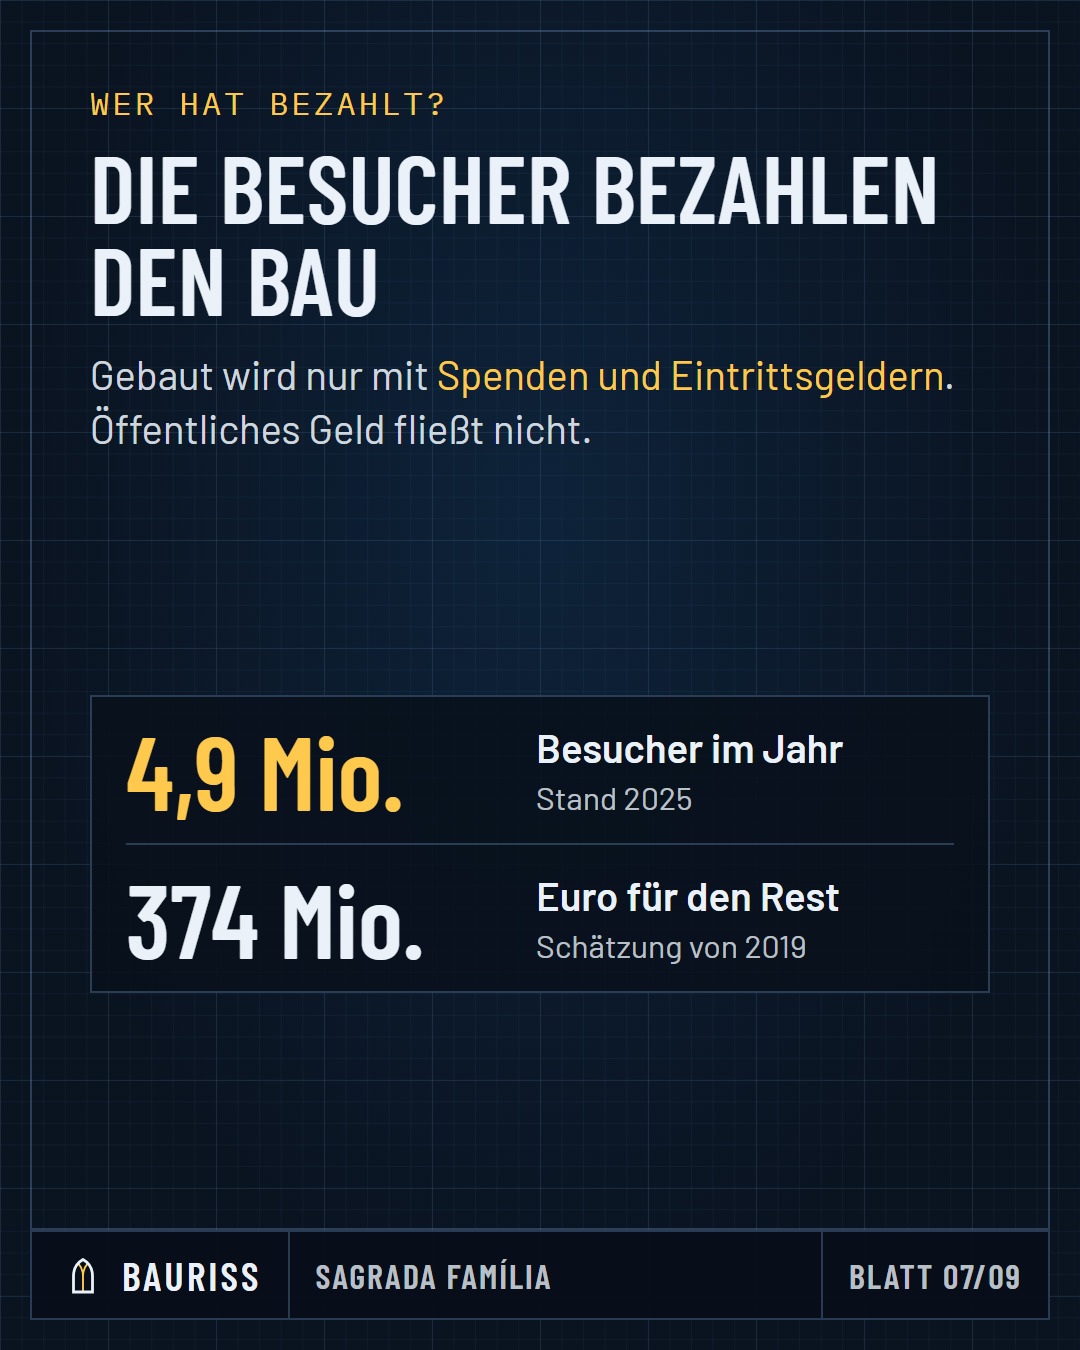 WER HAT BEZAHLT?
DIE BESUCHER BEZAHLEN
DEN BAU
Gebaut wird nur mit Spenden und Eintrittsgeldern.
Öffentliches Geld fließt nicht.
4,9 Mio.
Besucher im Jahr
Stand 2025
374 Mio.
Euro für den Rest
Schätzung von 2019
BAURISS
SAGRADA FAMÍLIA
BLATT 07/09